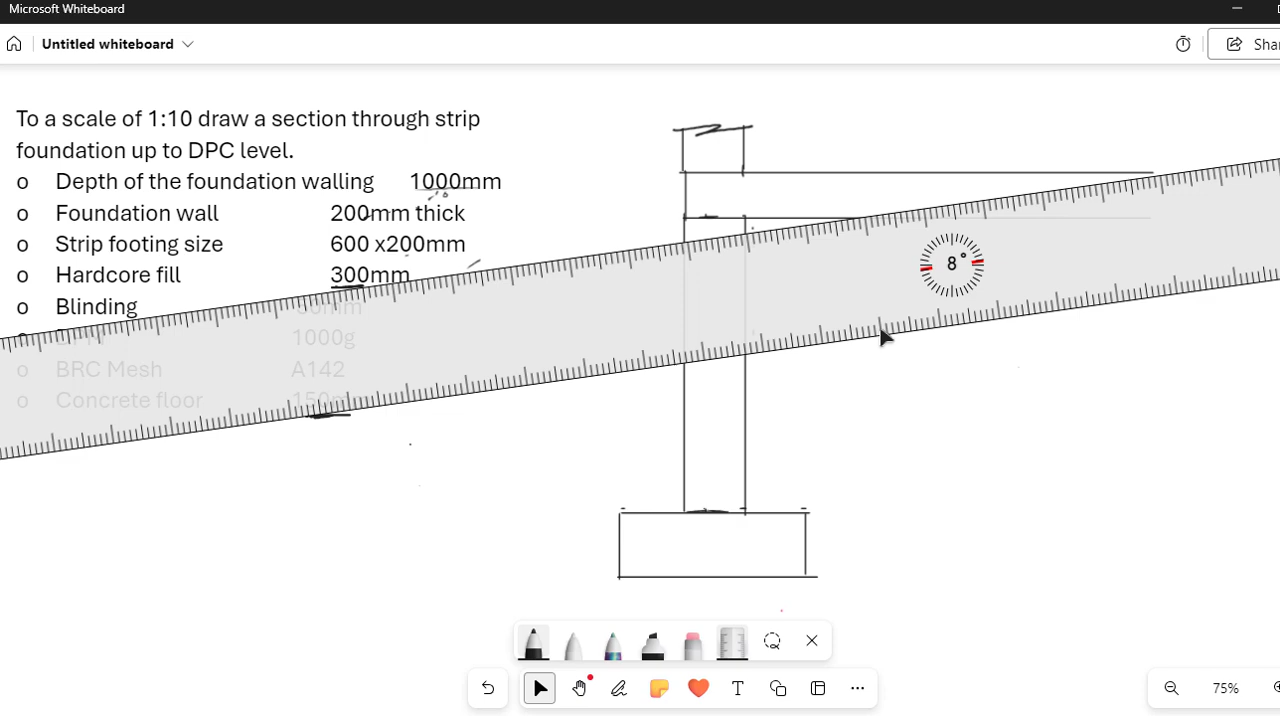 Microsoft Whiteboard
Untitled whiteboard
Shar
To a scale of 1:10 draw a section through strip
foundation up to DPC level.
o Depth of the foundation walling 1000mm
o Foundation wall 200mm thick
o Strip footing size 600 x200mm
o Hardcore fill 300mm
o Blinding 50mm
o 1000g
o BRC Mesh A142
o Concrete floor
8°
T
75%